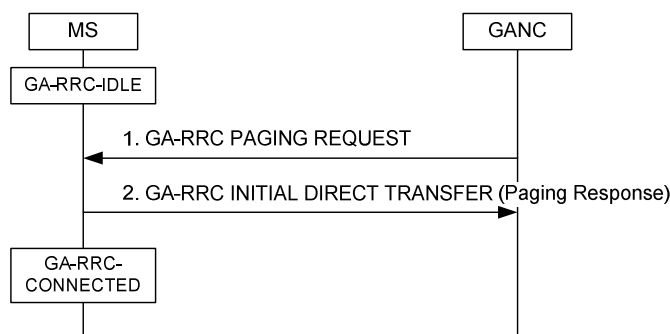 MS
GANC
GA-RRC-IDLE
1. GA-RRC PAGING REQUEST
2. GA-RRC INITIAL DIRECT TRANSFER (Paging Response)
GA-RRC-
CONNECTED